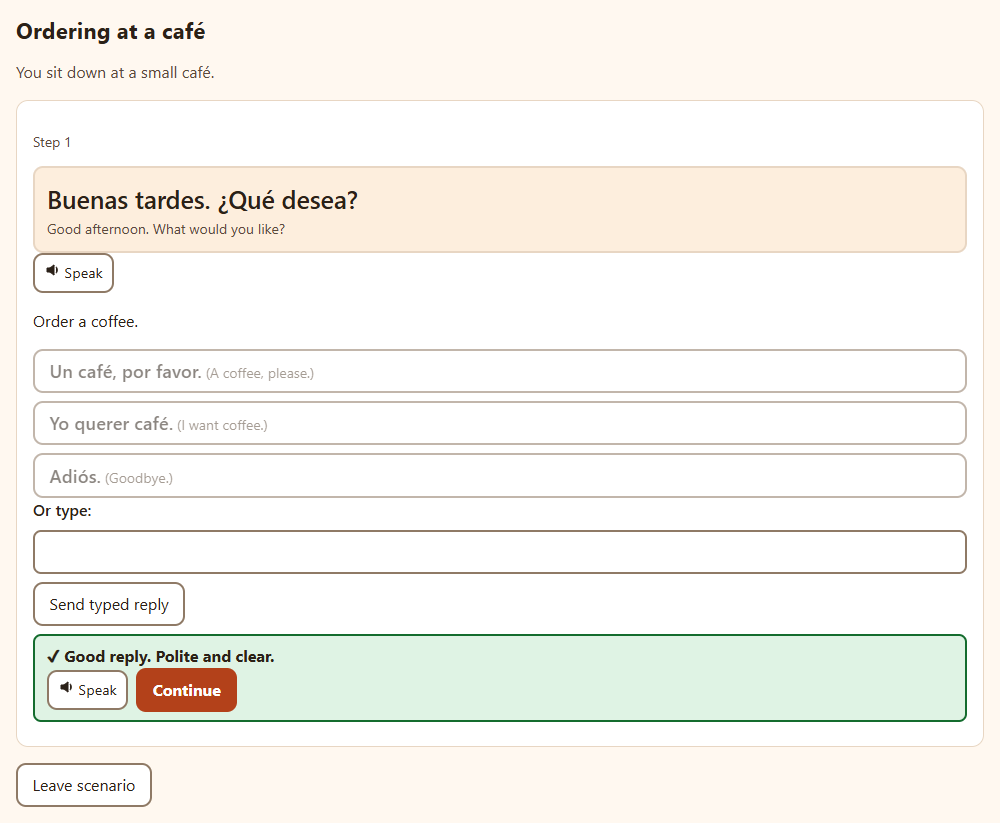 Ordering at a café
You sit down at a small café.
Step 1
Buenas tardes. ¿Qué desea?
Good afternoon. What would you like?
Speak
Order a coffee.
Un café, por favor. (A coffee, please.)
Yo querer café. (I want coffee.)
Adiós. (Goodbye.)
Or type:
Send typed reply
✓ Good reply. Polite and clear.
Speak Continue
Leave scenario